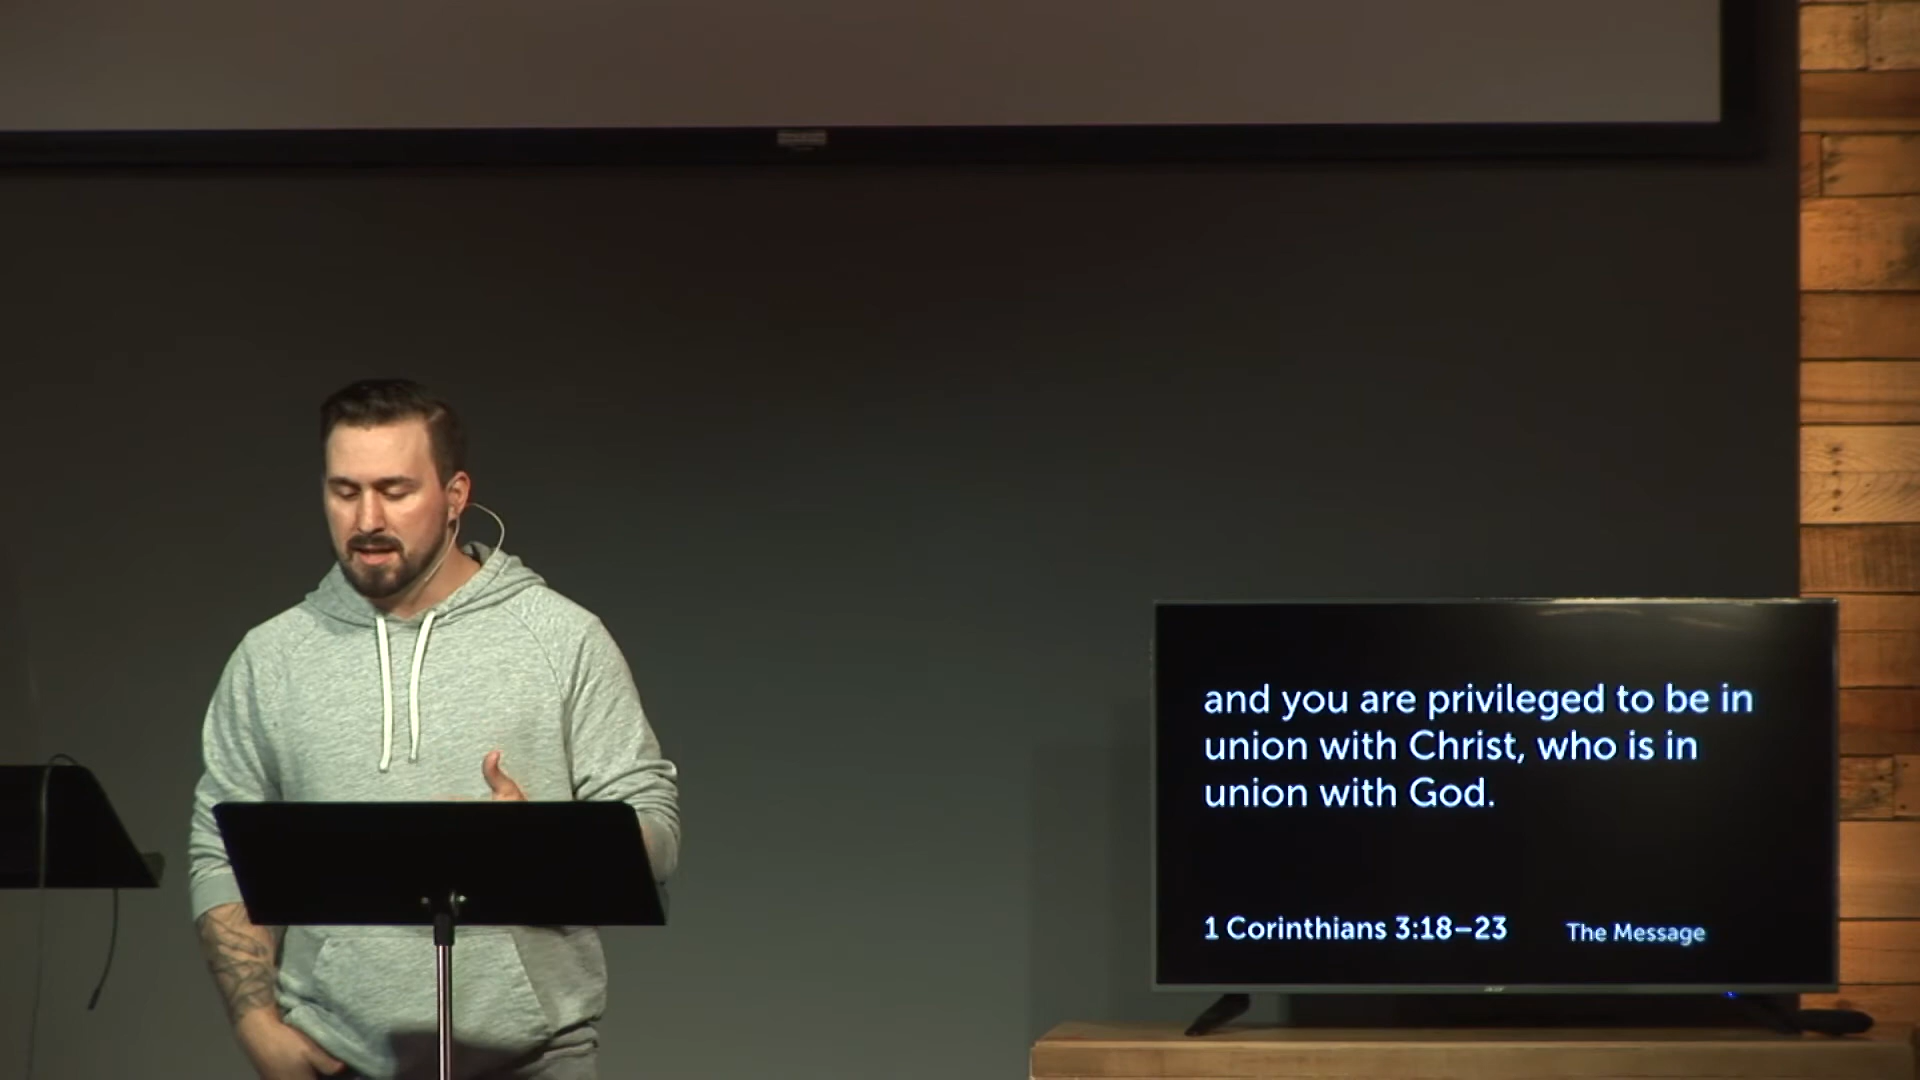 and you are privileged to be in
union with Christ, who is in
union with God.
1 Corinthians 3:18–23 The Message